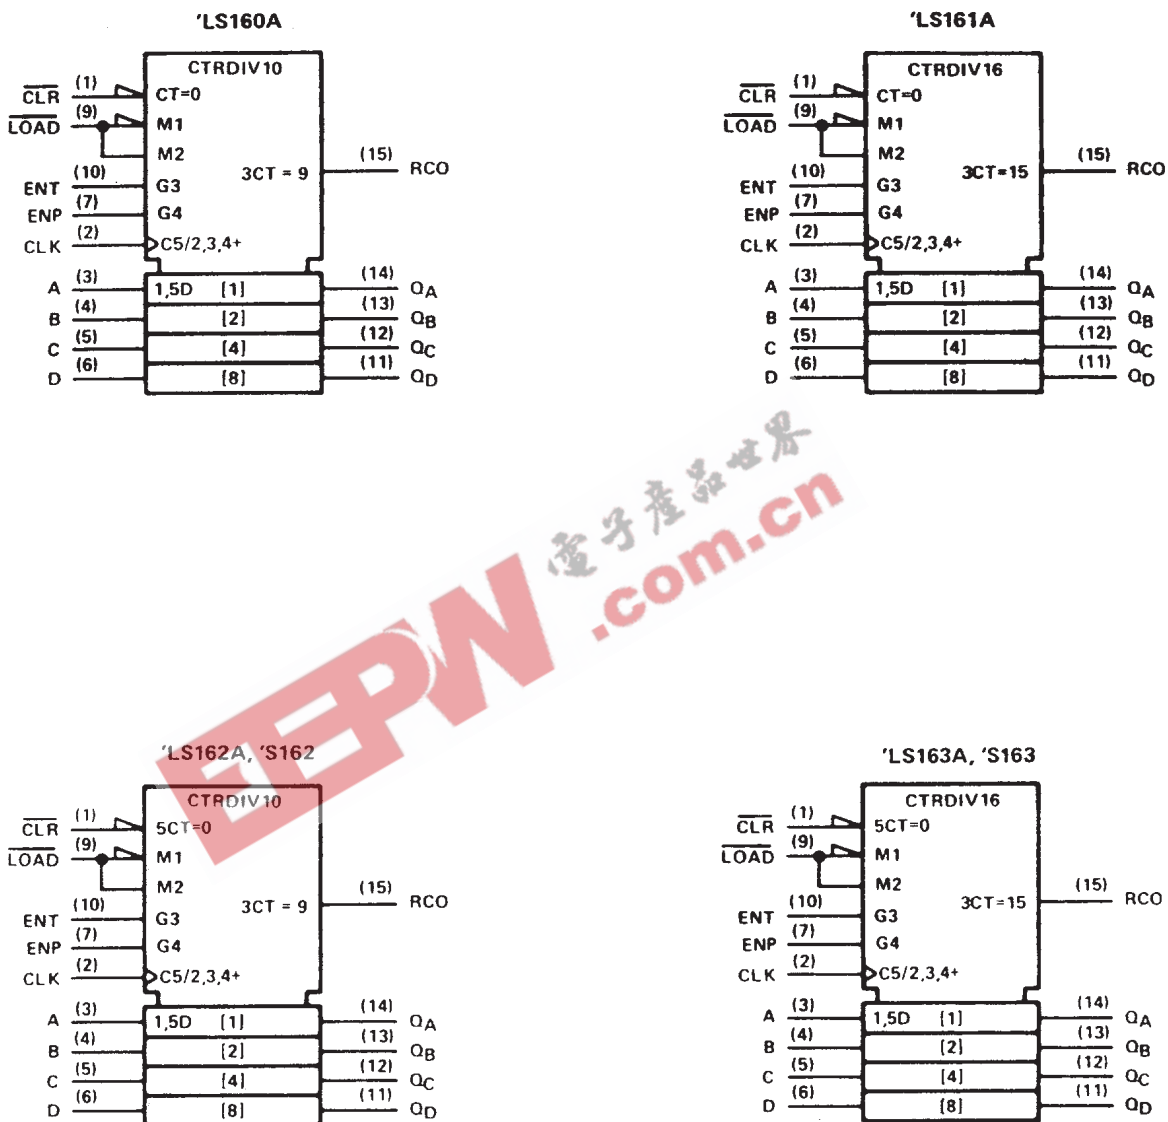 'LS160A
CTRDIV10
CLR (1) CT=0
LOAD (9) M1
M2
3CT = 9 (15) RCO
ENT (10) G3
ENP (7) G4
CLK (2) C5/2,3,4+
A (3) 1,5D [1] (14) QA
B (4) [2] (13) QB
C (5) [4] (12) QC
D (6) [8] (11) QD
'LS161A
CTRDIV16
CLR (1) CT=0
LOAD (9) M1
M2
3CT=15 (15) RCO
ENT (10) G3
ENP (7) G4
CLK (2) C5/2,3,4+
A (3) 1,5D [1] (14) QA
B (4) [2] (13) QB
C (5) [4] (12) QC
D (6) [8] (11) QD
電子產品世界
EEPW.com.cn
'LS162A, 'S162
CTRDIV10
CLR (1) 5CT=0
LOAD (9) M1
M2
3CT = 9 (15) RCO
ENT (10) G3
ENP (7) G4
CLK (2) C5/2,3,4+
A (3) 1,5D [1] (14) QA
B (4) [2] (13) QB
C (5) [4] (12) QC
D (6) [8] (11) QD
'LS163A, 'S163
CTRDIV16
CLR (1) 5CT=0
LOAD (9) M1
M2
3CT=15 (15) RCO
ENT (10) G3
ENP (7) G4
CLK (2) C5/2,3,4+
A (3) 1,5D [1] (14) QA
B (4) [2] (13) QB
C (5) [4] (12) QC
D (6) [8] (11) QD